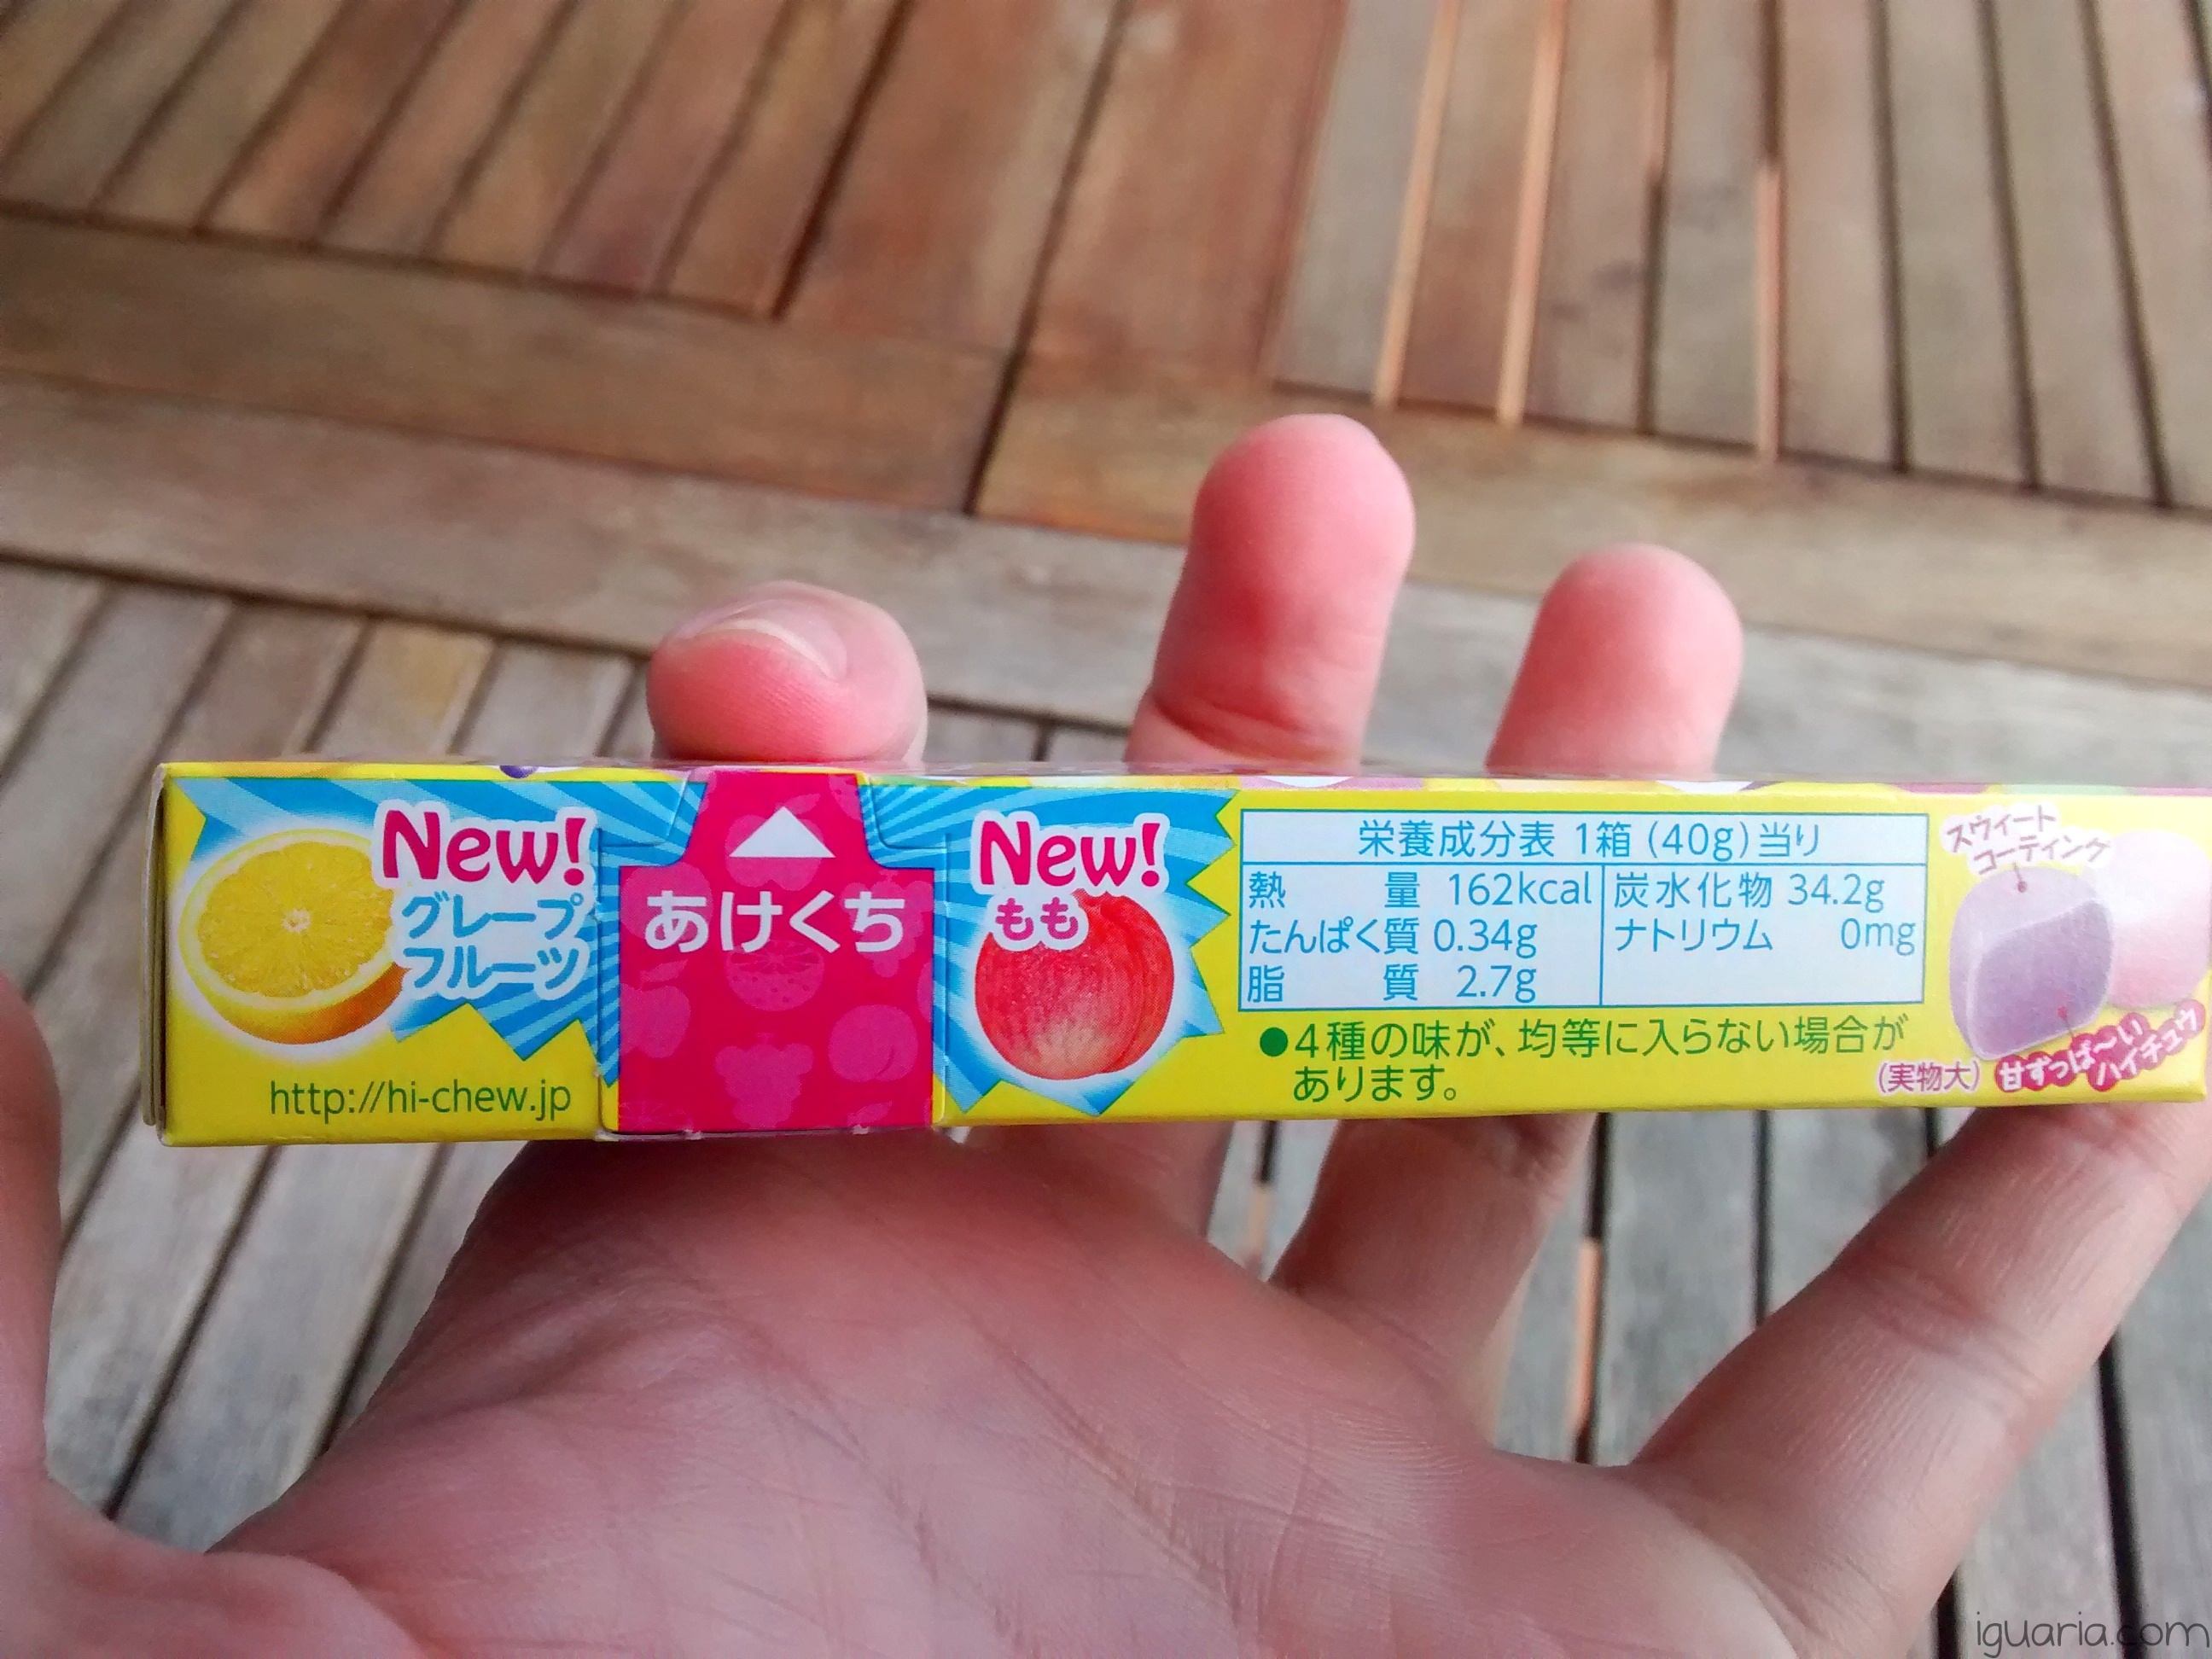 New!
グレープ
フルーツ
http://hi-chew.jp
あけくち
New!
もも
栄養成分表 1箱 (40g) 当り
熱量 162kcal 炭水化物 34.2g
たんぱく質 0.34g ナトリウム 0mg
脂質 2.7g
●4種の味が、均等に入らない場合が
あります。
スウィート
コーティング
(実物大)
甘ずっぱ〜い
ハイチュウ
iguaria.com